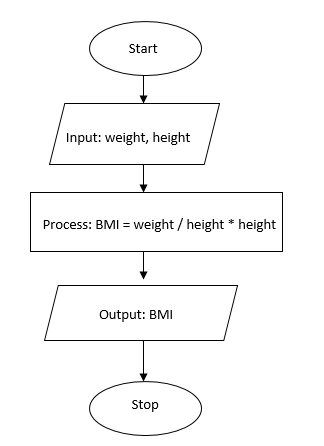 Start
Input: weight, height
Process: BMI = weight / height * height
Output: BMI
Stop